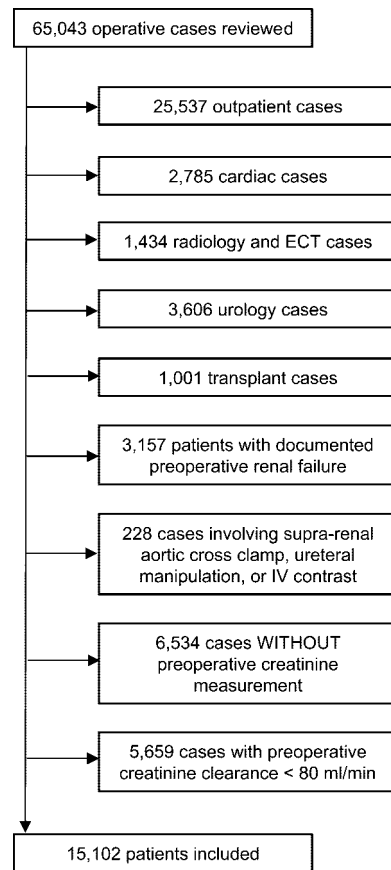 65,043 operative cases reviewed
25,537 outpatient cases
2,785 cardiac cases
1,434 radiology and ECT cases
3,606 urology cases
1,001 transplant cases
3,157 patients with documented
preoperative renal failure
228 cases involving supra-renal
aortic cross clamp, ureteral
manipulation, or IV contrast
6,534 cases WITHOUT
preoperative creatinine
measurement
5,659 cases with preoperative
creatinine clearance < 80 ml/min
15,102 patients included